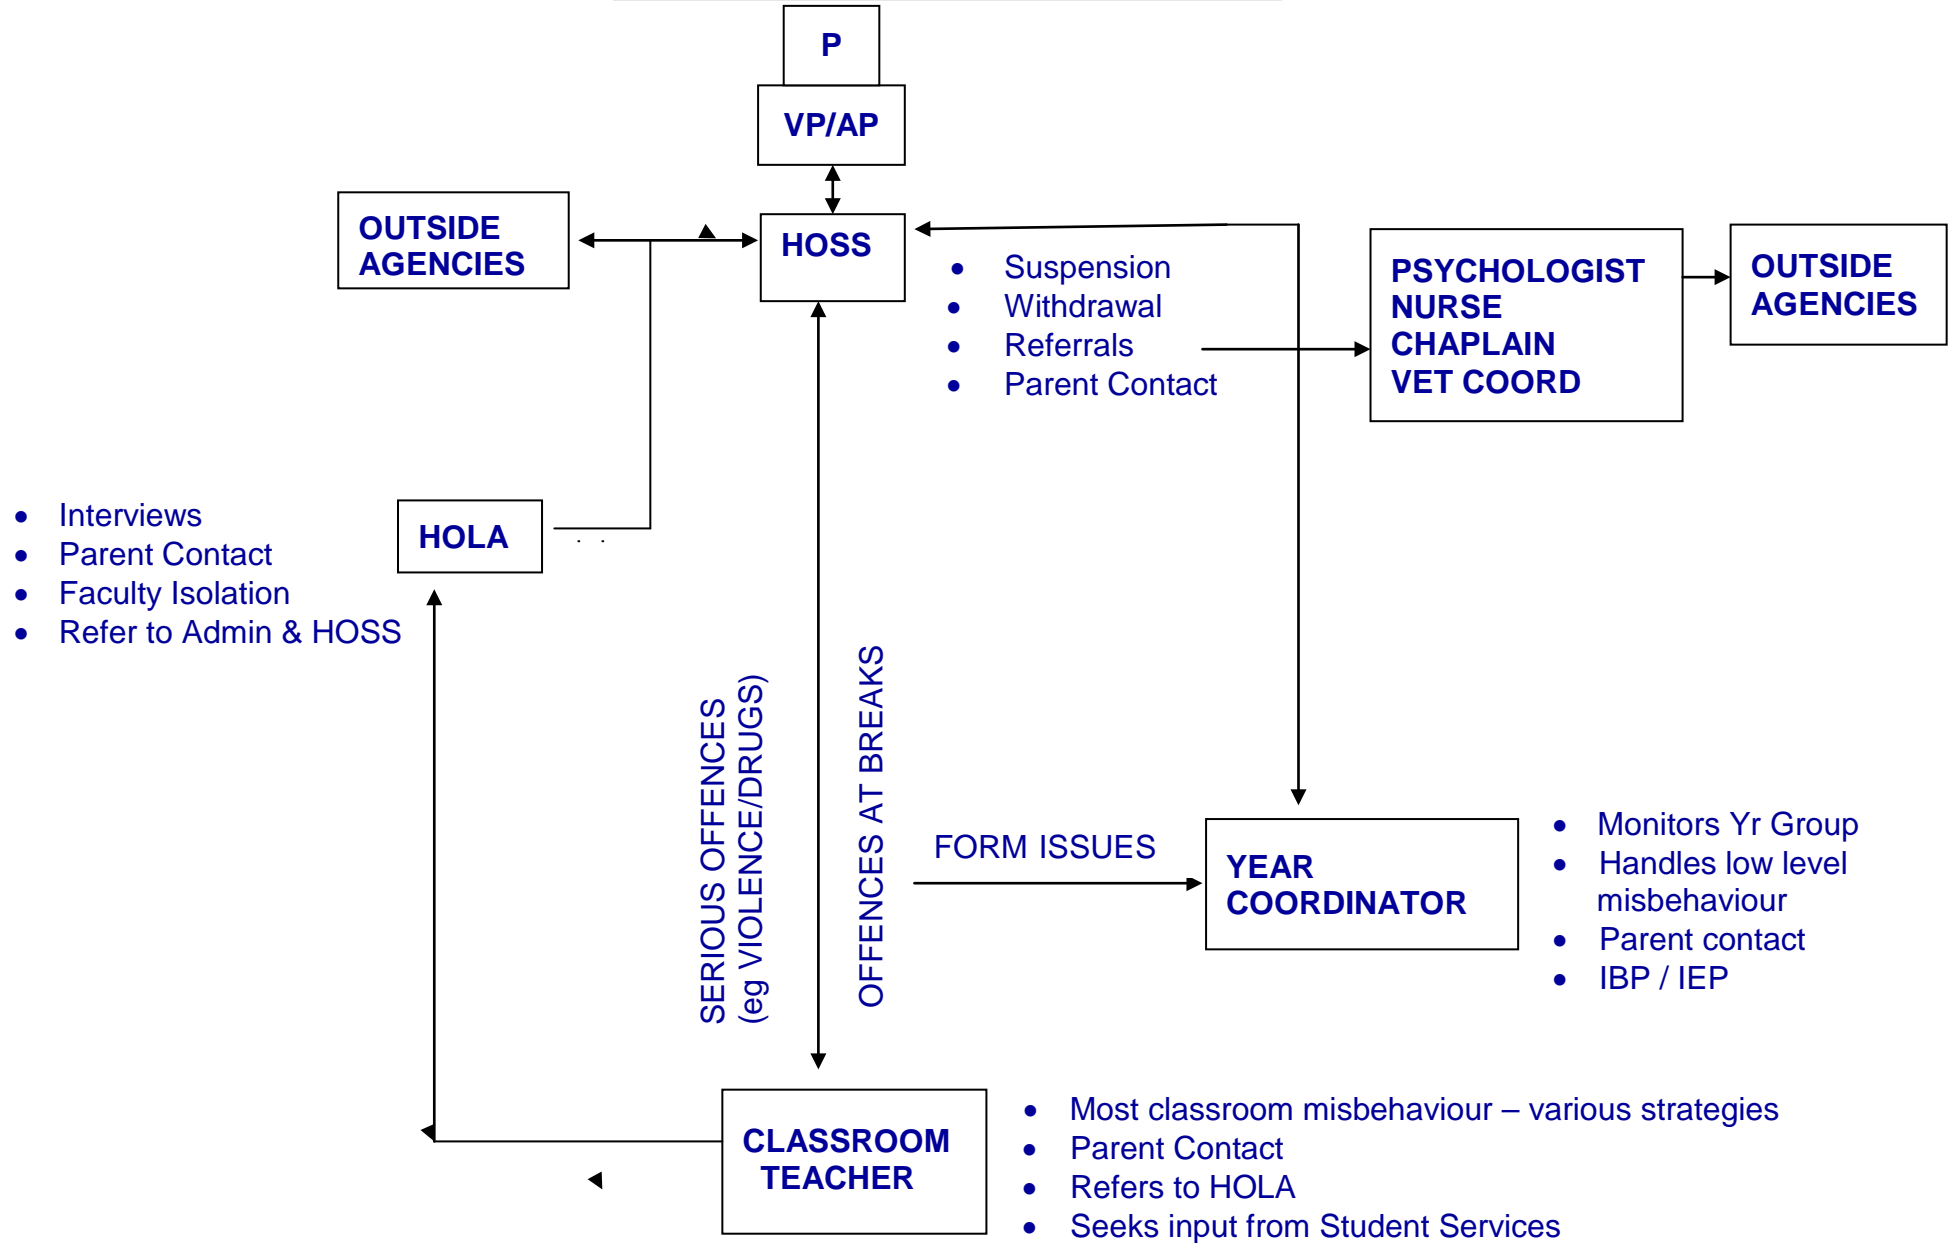 P
VP/AP
OUTSIDE
AGENCIES
HOSS
• Suspension
• Withdrawal
• Referrals
• Parent Contact
PSYCHOLOGIST
NURSE
CHAPLAIN
VET COORD
OUTSIDE
AGENCIES
• Interviews
• Parent Contact
• Faculty Isolation
• Refer to Admin & HOSS
HOLA
SERIOUS OFFENCES
(eg VIOLENCE/DRUGS)
OFFENCES AT BREAKS
FORM ISSUES
YEAR
COORDINATOR
• Monitors Yr Group
• Handles low level
misbehaviour
• Parent contact
• IBP / IEP
CLASSROOM
TEACHER
• Most classroom misbehaviour – various strategies
• Parent Contact
• Refers to HOLA
• Seeks input from Student Services